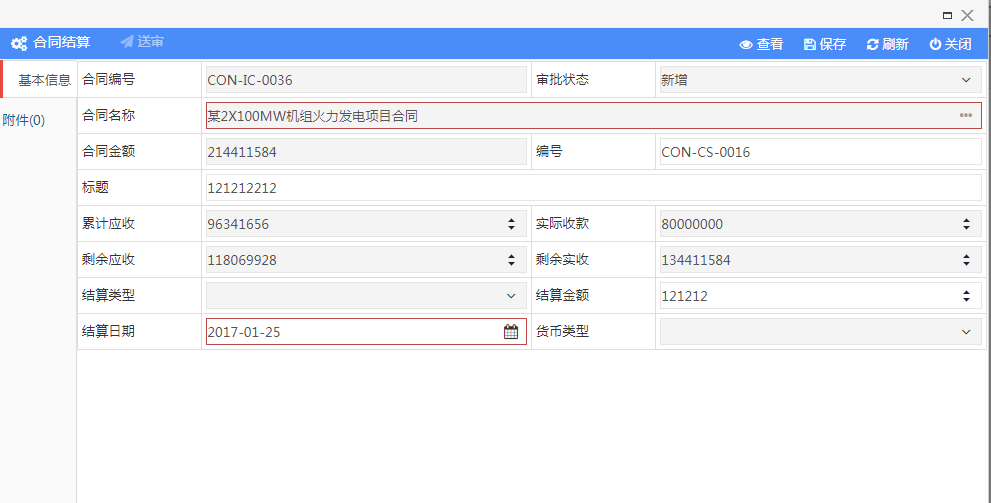 合同结算 送审 查看 保存 刷新 关闭
基本信息 合同编号 CON-IC-0036 审批状态 新增
合同名称 某2X100MW机组火力发电项目合同
附件(0)
合同金额 214411584 编号 CON-CS-0016
标题 121212212
累计应收 96341656 实际收款 80000000
剩余应收 118069928 剩余实收 134411584
结算类型 结算金额 121212
结算日期 2017-01-25 货币类型